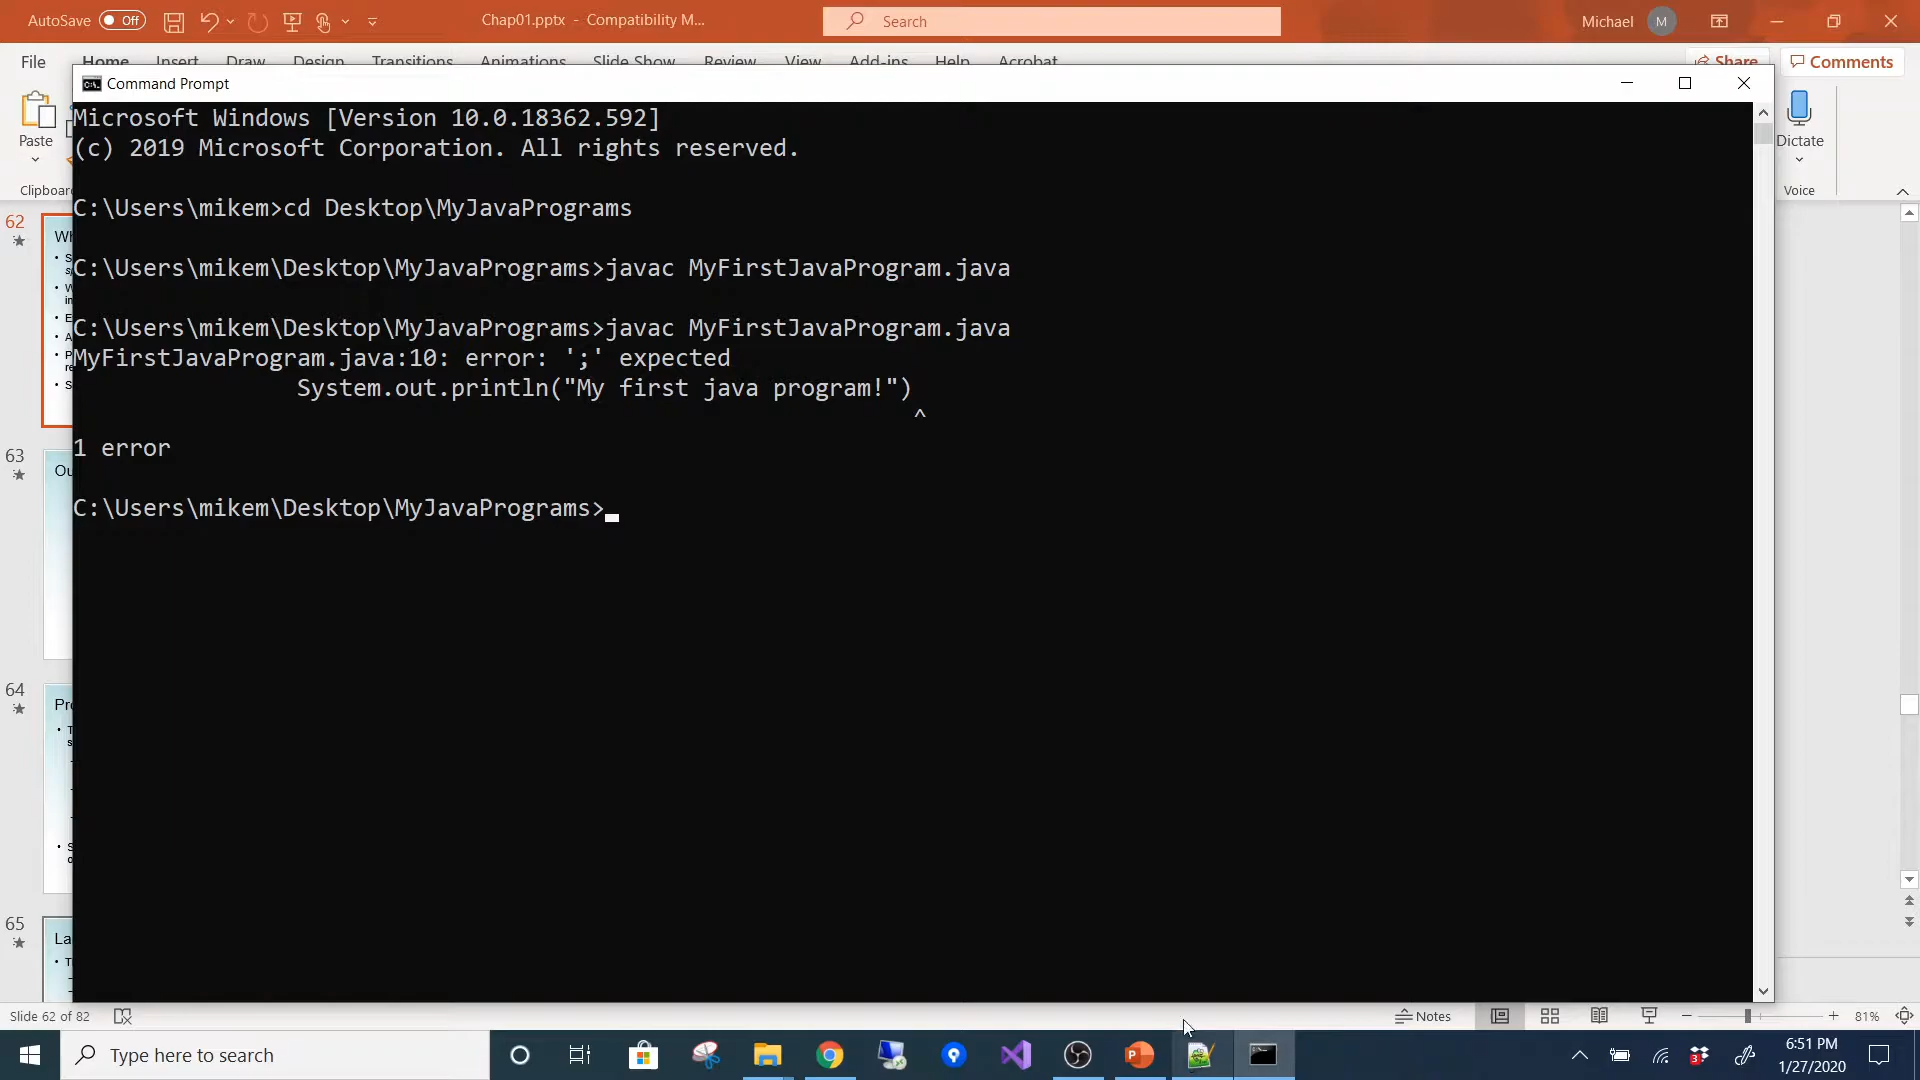 AutoSave Off
Chap01.pptx - Compatibility M...
Search
Michael M
File Home Insert Draw Design Transitions Animations Slide Show Review View Add-ins Help Acrobat Share Comments
Command Prompt
Paste
Clipboard
Dictate
Voice
Microsoft Windows [Version 10.0.18362.592]
(c) 2019 Microsoft Corporation. All rights reserved.
C:\Users\mikem>cd Desktop\MyJavaPrograms
C:\Users\mikem\Desktop\MyJavaPrograms>javac MyFirstJavaProgram.java
C:\Users\mikem\Desktop\MyJavaPrograms>javac MyFirstJavaProgram.java
MyFirstJavaProgram.java:10: error: ';' expected
System.out.println("My first java program!")
^
1 error
C:\Users\mikem\Desktop\MyJavaPrograms>
62
63
64
65
Slide 62 of 82
Notes
81%
Type here to search
3
6:51 PM
1/27/2020